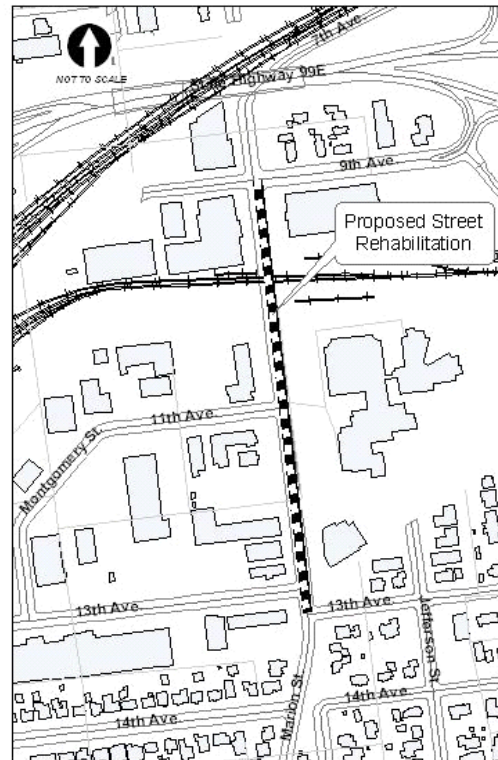 7th Ave.
NOT TO SCALE
Highway 99E
9th Ave.
Proposed Street
Rehabilitation
11th Ave.
Montgomery St.
13th Ave.
13th Ave.
Jefferson St.
14th Ave.
Marion St.
14th Ave.